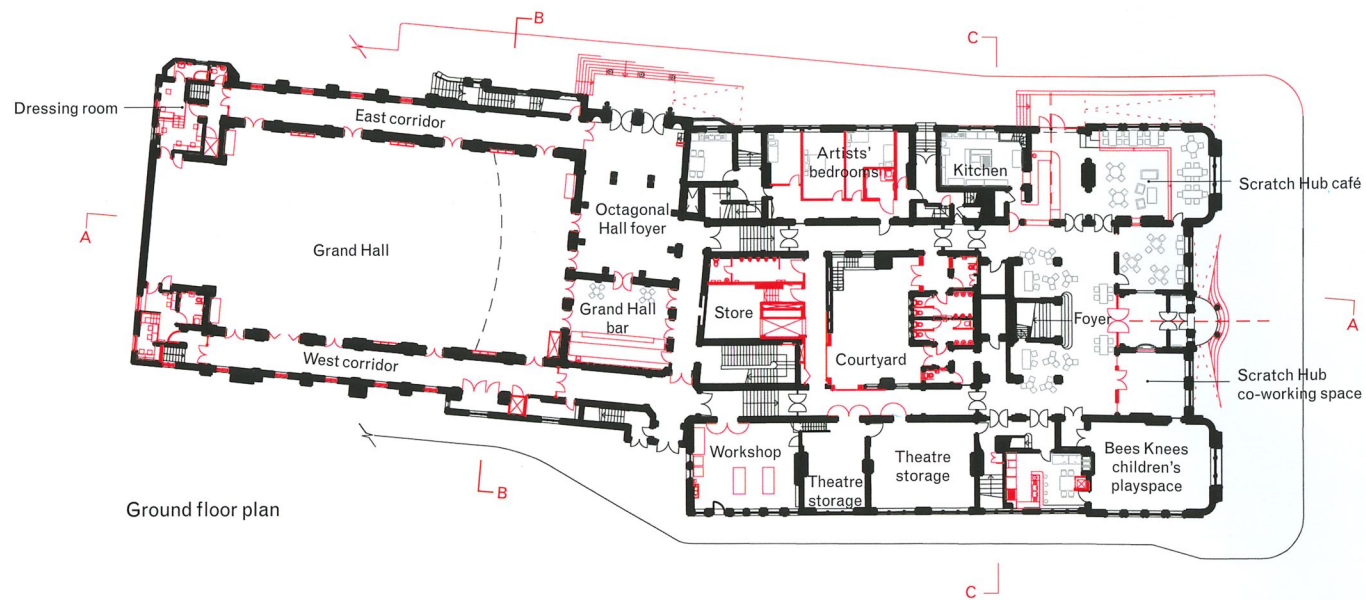 B
C
Dressing room
East corridor
Artists'
bedrooms
Kitchen
Scratch Hub café
A
Octagonal
Hall foyer
Grand Hall
Grand Hall
bar
Store
Foyer
A
Courtyard
West corridor
Scratch Hub
co-working space
Workshop
Theatre
storage
Theatre
storage
Bees Knees
children's
playspace
B
Ground floor plan
C